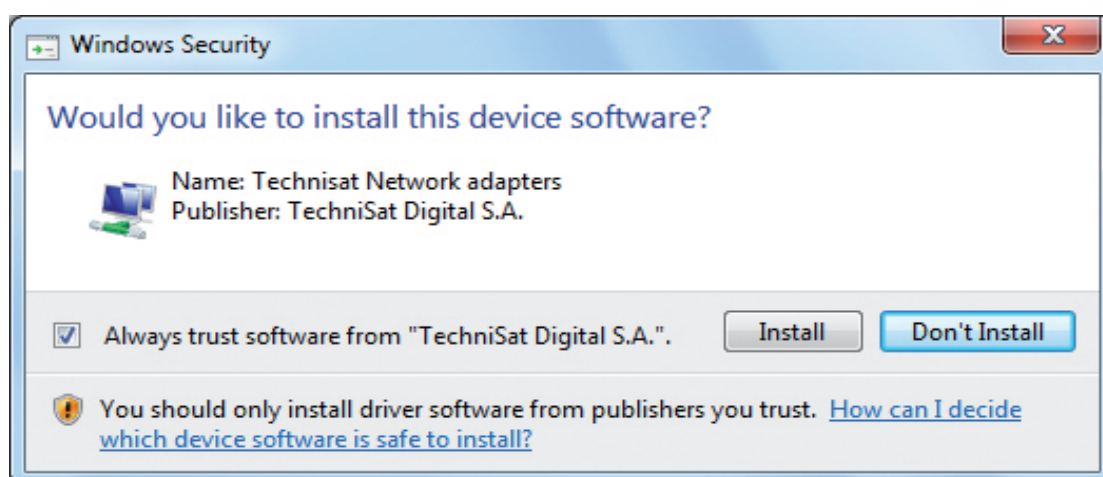 Windows Security
Would you like to install this device software?
Name: Technisat Network adapters
Publisher: TechniSat Digital S.A.
Always trust software from "TechniSat Digital S.A.".
Install
Don't Install
You should only install driver software from publishers you trust. How can I decide
which device software is safe to install?